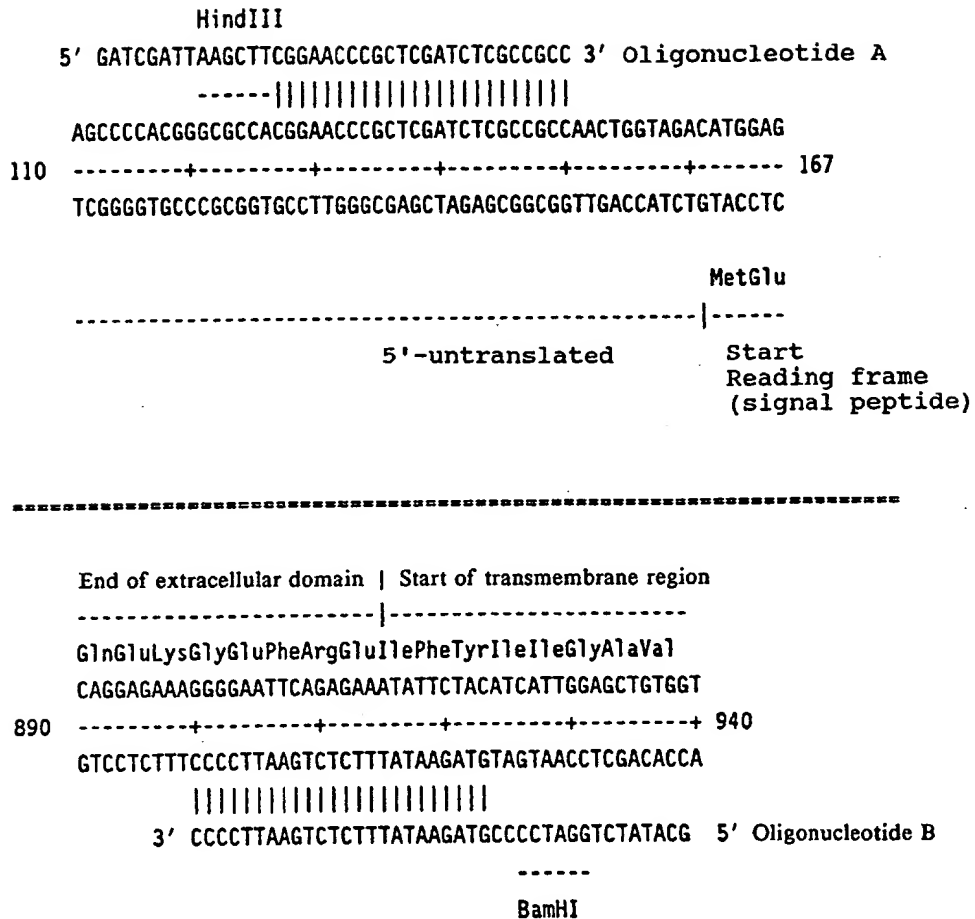 HindIII
5' GATCGATTAAGCTTCGGAACCCGCTCGATCTCGCCGCC 3' Oligonucleotide A
------||||||||||||||||||||||||
AGCCCCACGGGCGCCACGGAACCCGCTCGATCTCGCCGCCAACTGGTAGACATGGAG
110 ---------+---------+---------+---------+---------+------- 167
TCGGGGTGCCCGCGGTGCCTTGGGCGAGCTAGAGCGGCGGTTGACCATCTGTACCTC
MetGlu
--------------------------------------------------|------
5'-untranslated Start
Reading frame
(signal peptide)
======================================================================
End of extracellular domain | Start of transmembrane region
------------------------|------------------------
GlnGluLysGlyGluPheArgGluIlePheTyrIleIleGlyAlaVal
CAGGAGAAAGGGGAATTCAGAGAAATATTCTACATCATTGGAGCTGTGGT
890 ---------+---------+---------+---------+---------+ 940
GTCCTCTTTCCCCTTAAGTCTCTTTATAAGATGTAGTAACCTCGACACCA
||||||||||||||||||||||||
3' CCCCTTAAGTCTCTTTATAAGATGCCCCTAGGTCTATACG 5' Oligonucleotide B
------
BamHI